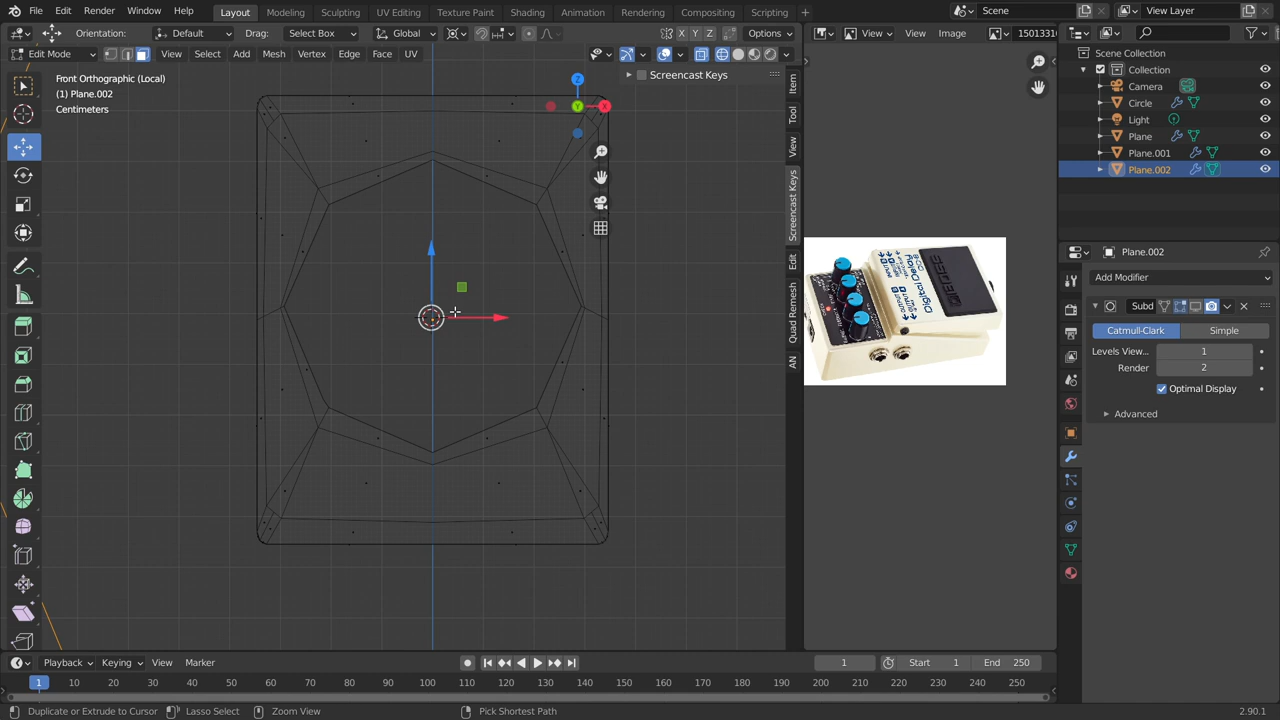 File Edit Render Window Help
Layout Modeling Sculpting UV Editing Texture Paint Shading Animation Rendering Compositing Scripting
Scene View Layer
Orientation: Default Drag: Select Box Global Options
Edit Mode View Select Add Mesh Vertex Edge Face UV
X Y Z
View View Image 15013310
Front Orthographic (Local)
(1) Plane.002
Centimeters
Screencast Keys
Z
Y
X
Item
Tool
View
Screencast Keys
Edit
Quad Remesh
AN
Digital Delay
Scene Collection
Collection
Camera
Circle
Light
Plane
Plane.001
Plane.002
Plane.002
Add Modifier
Subd
Catmull-Clark Simple
Levels View... 1
Render 2
Optimal Display
Advanced
Playback Keying View Marker 1 Start 1 End 250
1 10 20 30 40 50 60 70 80 90 100 110 120 130 140 150 160 170 180 190 200 210 220 230 240 250
Duplicate or Extrude to Cursor Lasso Select Zoom View Pick Shortest Path 2.90.1